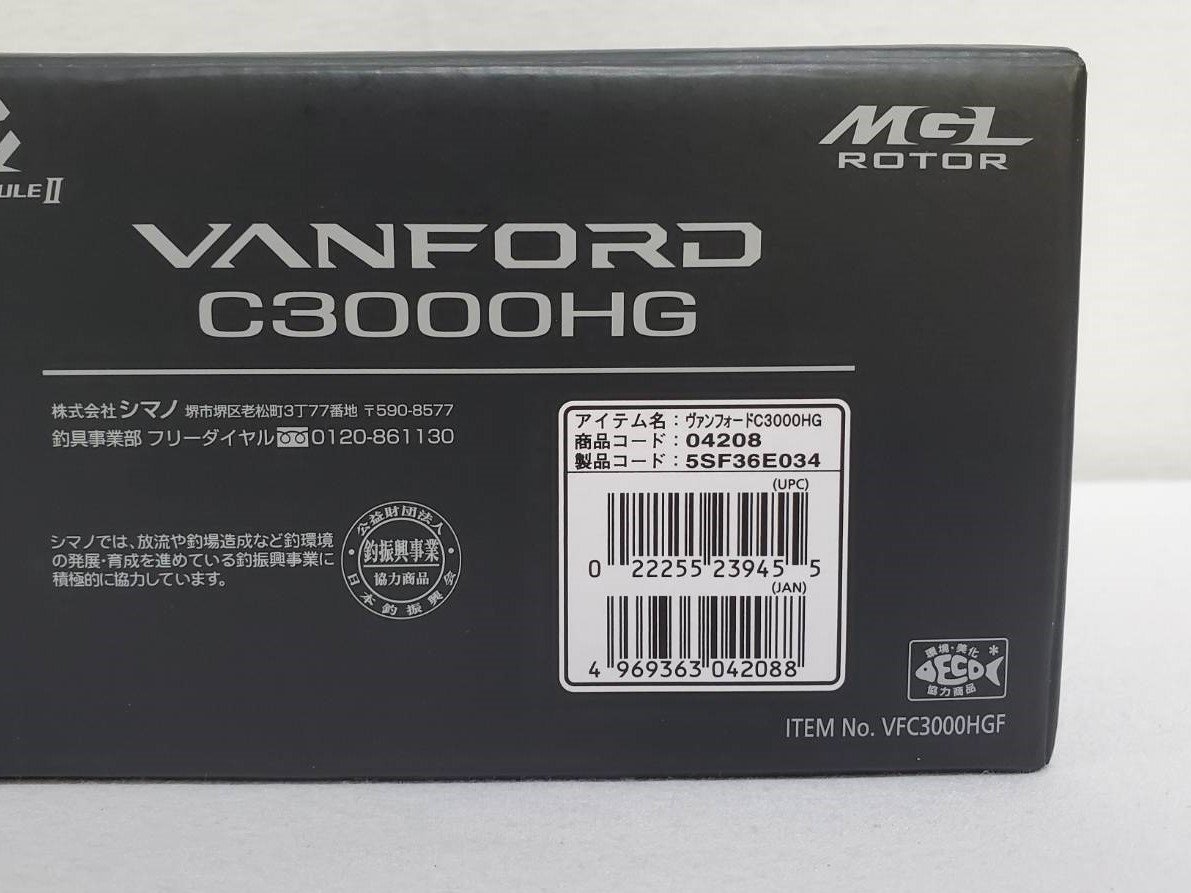 ULE II
MGL
ROTOR
VANFORD
C3000HG
株式会社シマノ 堺市堺区老松町3丁77番地 〒590-8577
釣具事業部 フリーダイヤル 0120-861130
アイテム名:ヴァンフォードC3000HG
商品コード:04208
製品コード:5SF36E034
(UPC)
0 22255 23945 5
(JAN)
4 969363 042088
シマノでは、放流や釣場造成など釣環境
の発展・育成を進めている釣振興事業に
積極的に協力しています。
公益財団法人
釣振興事業
協力商品
日本釣振興会
環境・美化
ECO
協力商品
ITEM No. VFC3000HGF